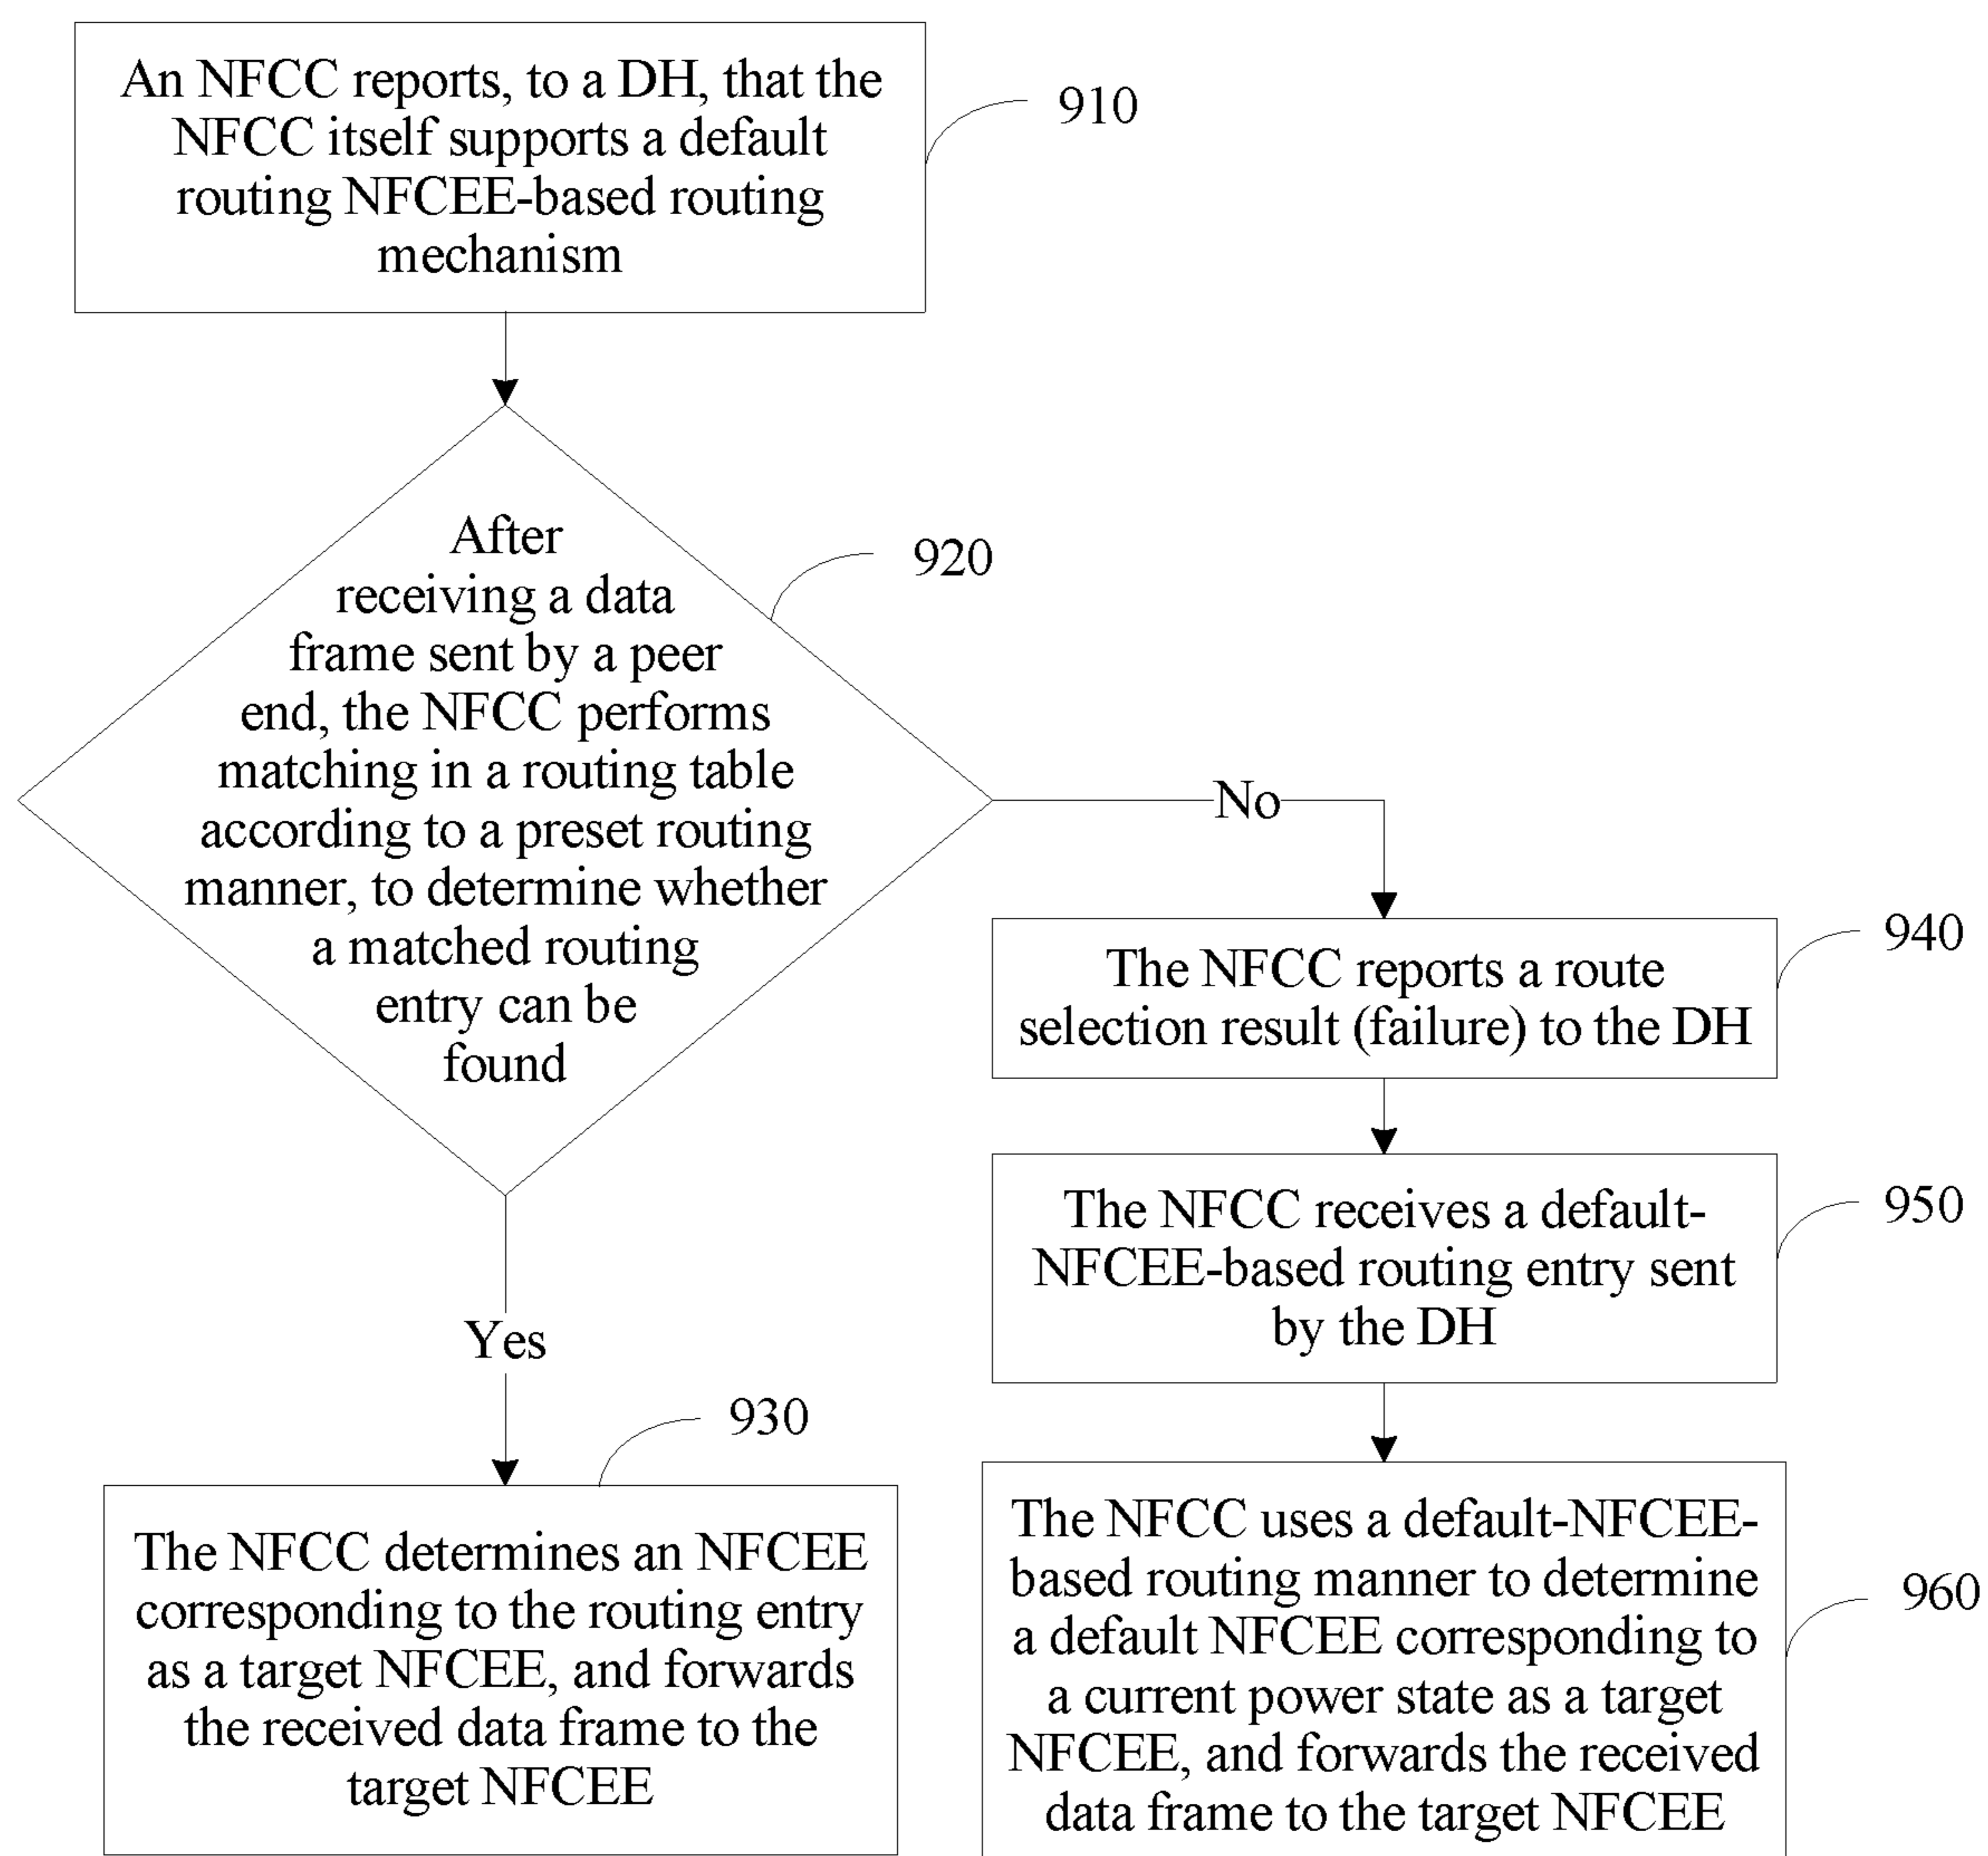 An NFCC reports, to a DH, that the
NFCC itself supports a default
routing NFCEE-based routing
mechanism
910
After
receiving a data
frame sent by a peer
end, the NFCC performs
matching in a routing table
according to a preset routing
manner, to determine whether
a matched routing
entry can be
found
920
No
Yes
930
The NFCC determines an NFCEE
corresponding to the routing entry
as a target NFCEE, and forwards
the received data frame to the
target NFCEE
The NFCC reports a route
selection result (failure) to the DH
940
The NFCC receives a default-
NFCEE-based routing entry sent
by the DH
950
The NFCC uses a default-NFCEE-
based routing manner to determine
a default NFCEE corresponding to
a current power state as a target
NFCEE, and forwards the received
data frame to the target NFCEE
960